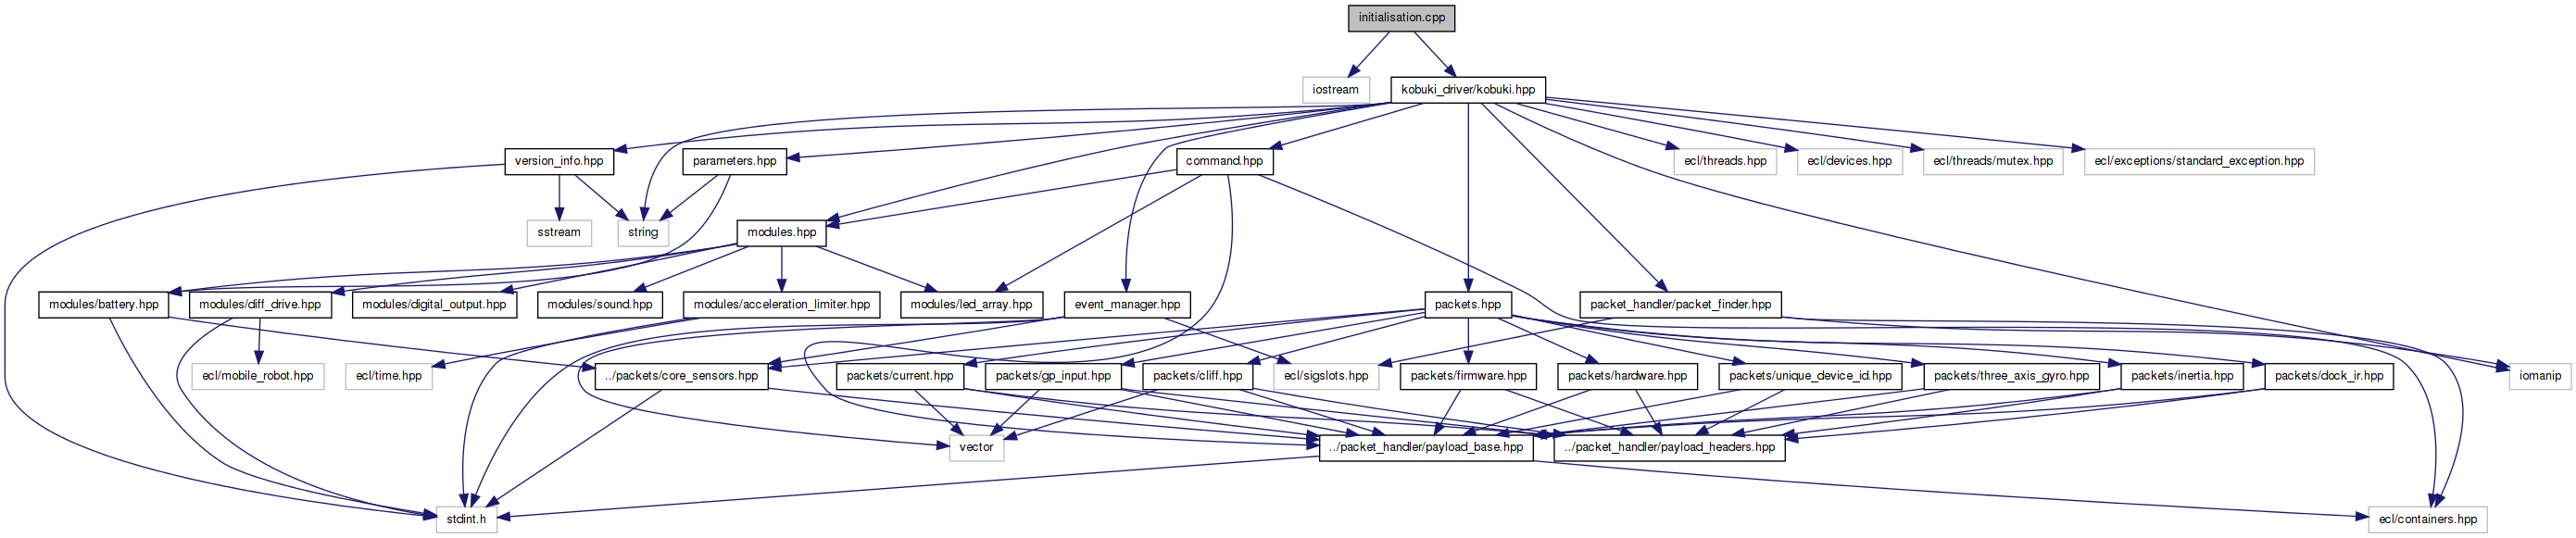 initialisation.cpp
iostream
kobuki_driver/kobuki.hpp
version_info.hpp
parameters.hpp
command.hpp
ecl/threads.hpp
ecl/devices.hpp
ecl/threads/mutex.hpp
ecl/exceptions/standard_exception.hpp
sstream
string
modules.hpp
modules/battery.hpp
modules/diff_drive.hpp
modules/digital_output.hpp
modules/sound.hpp
modules/acceleration_limiter.hpp
modules/led_array.hpp
event_manager.hpp
packets.hpp
packet_handler/packet_finder.hpp
ecl/mobile_robot.hpp
ecl/time.hpp
../packets/core_sensors.hpp
packets/current.hpp
packets/gp_input.hpp
packets/cliff.hpp
ecl/sigslots.hpp
packets/firmware.hpp
packets/hardware.hpp
packets/unique_device_id.hpp
packets/three_axis_gyro.hpp
packets/inertia.hpp
packets/dock_ir.hpp
iomanip
vector
../packet_handler/payload_base.hpp
../packet_handler/payload_headers.hpp
stdint.h
ecl/containers.hpp